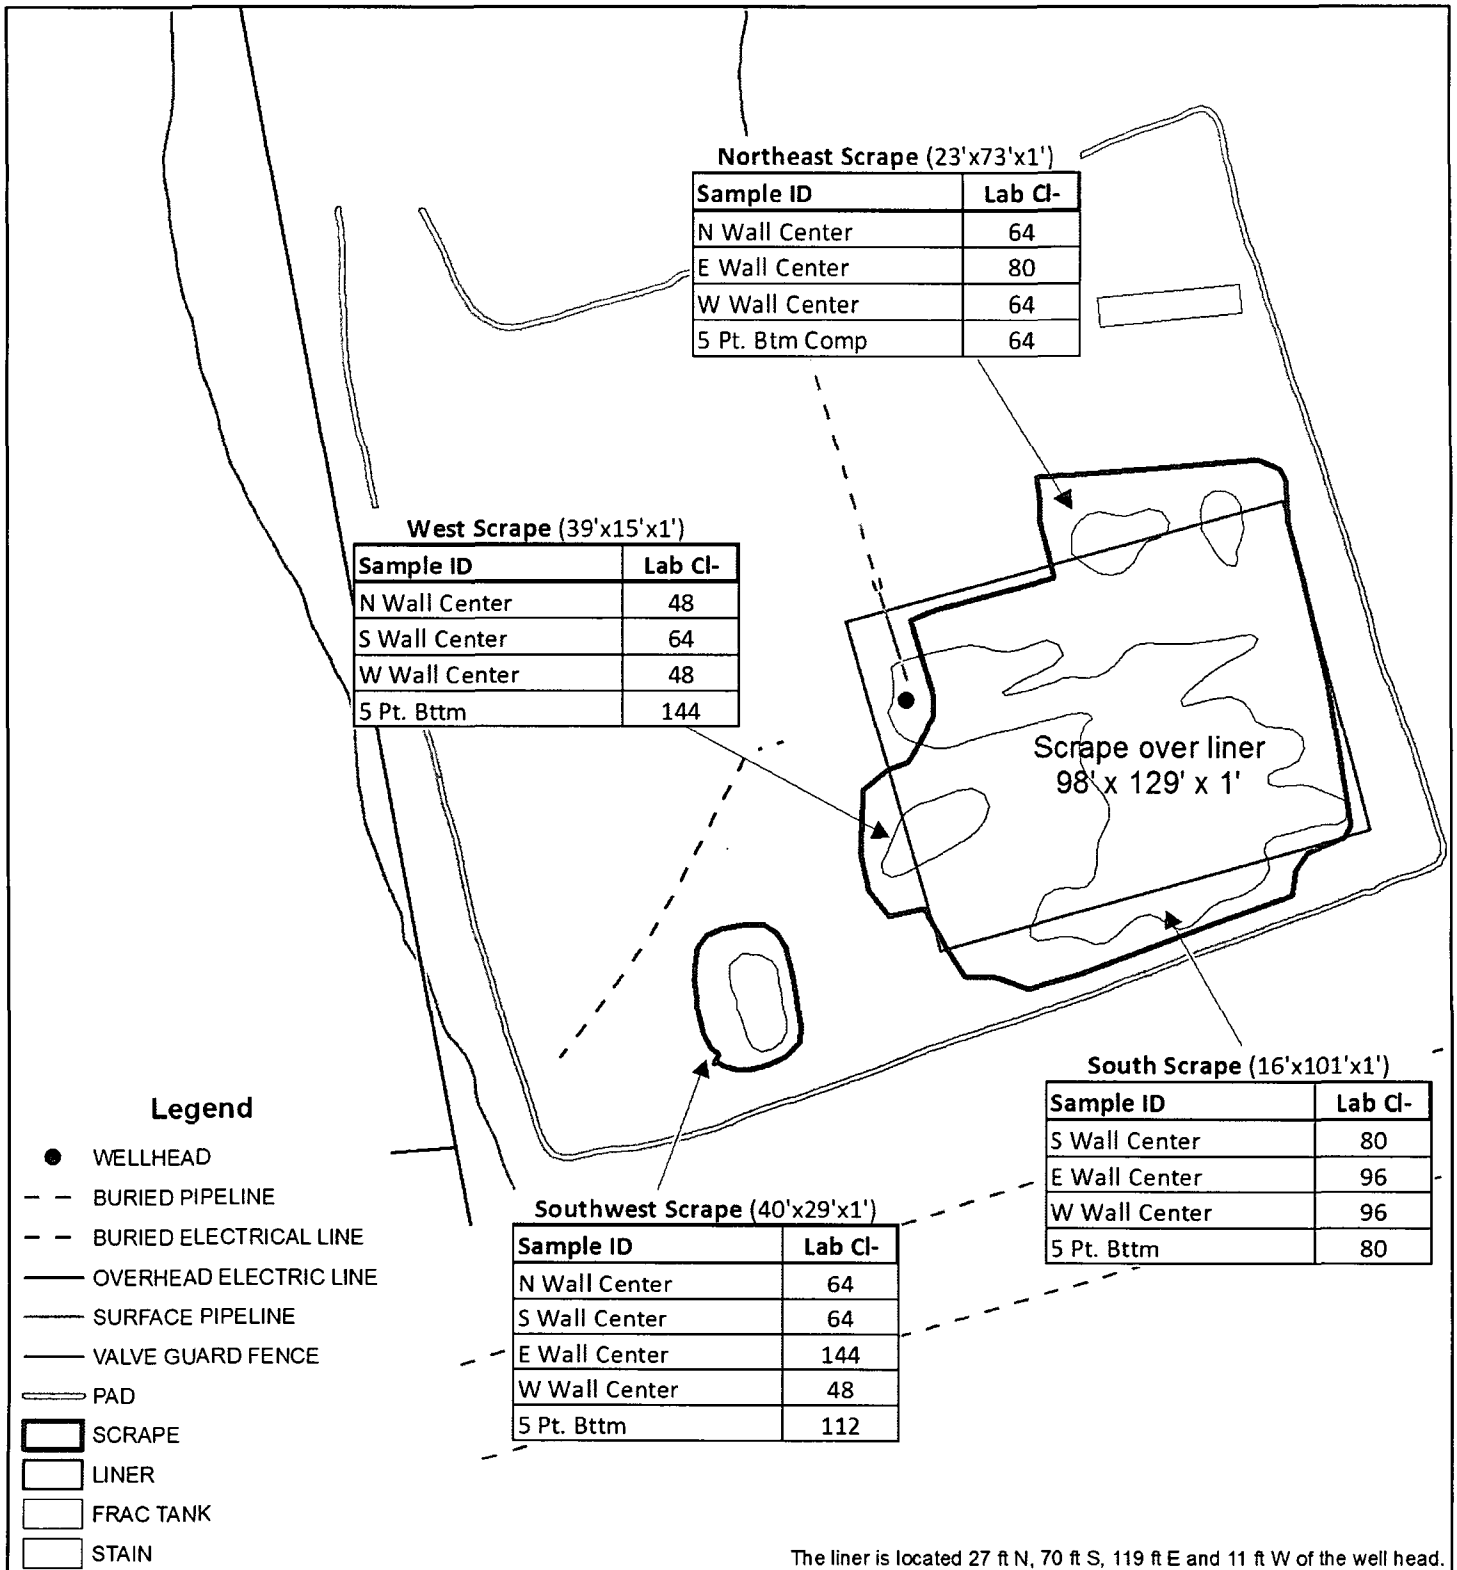 Northeast Scrape (23'x73'x1')
Sample ID Lab Cl-
N Wall Center 64
E Wall Center 80
W Wall Center 64
5 Pt. Btm Comp 64
West Scrape (39'x15'x1')
Sample ID Lab Cl-
N Wall Center 48
S Wall Center 64
W Wall Center 48
5 Pt. Bttm 144
Scrape over liner
98' x 129' x 1'
South Scrape (16'x101'x1')
Sample ID Lab Cl-
S Wall Center 80
E Wall Center 96
W Wall Center 96
5 Pt. Bttm 80
Southwest Scrape (40'x29'x1')
Sample ID Lab Cl-
N Wall Center 64
S Wall Center 64
E Wall Center 144
W Wall Center 48
5 Pt. Bttm 112
Legend
WELLHEAD
BURIED PIPELINE
BURIED ELECTRICAL LINE
OVERHEAD ELECTRIC LINE
SURFACE PIPELINE
VALVE GUARD FENCE
PAD
SCRAPE
LINER
FRAC TANK
STAIN
The liner is located 27 ft N, 70 ft S, 119 ft E and 11 ft W of the well head.